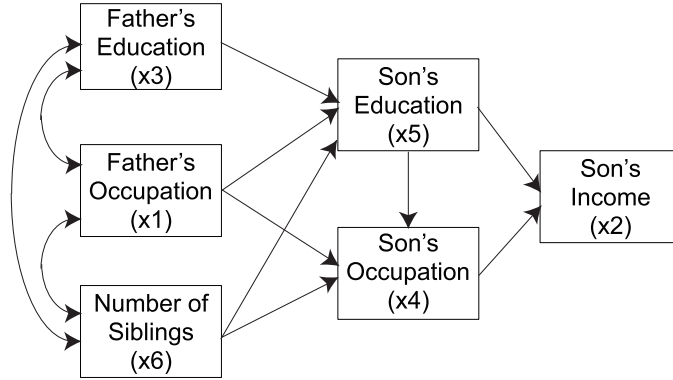 Father's
Education
(x3)
Father's
Occupation
(x1)
Number of
Siblings
(x6)
Son's
Education
(x5)
Son's
Occupation
(x4)
Son's
Income
(x2)